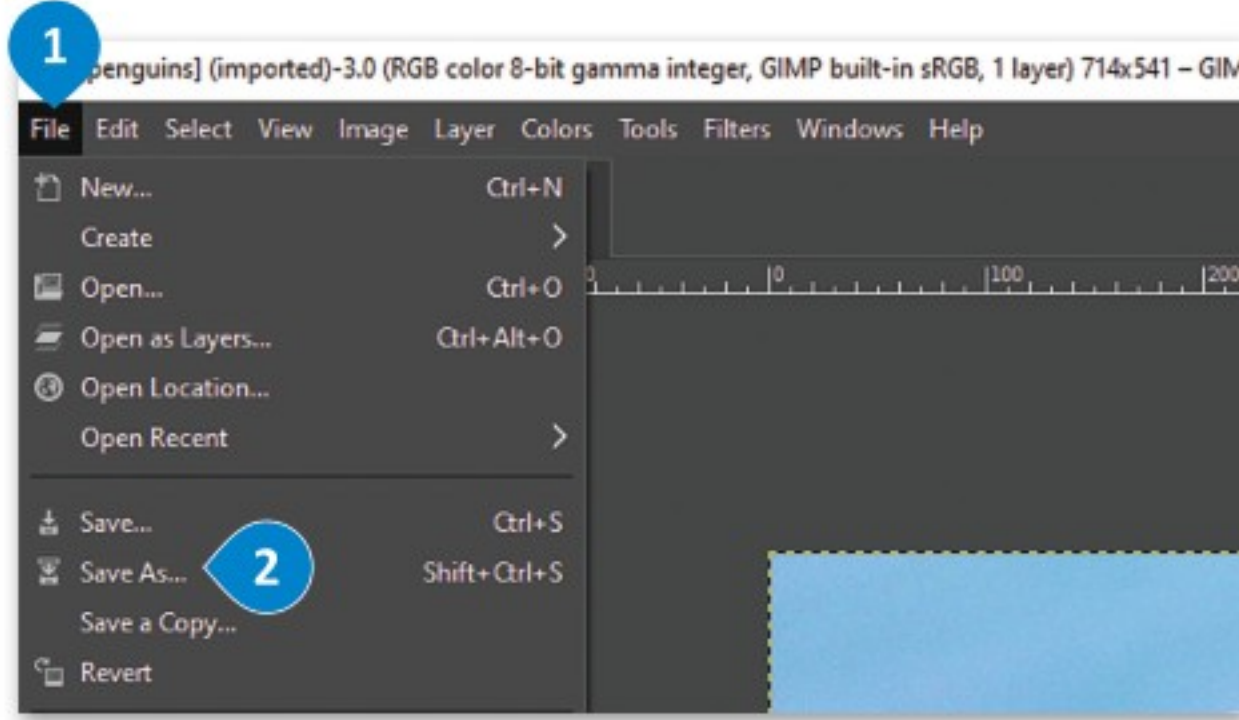 1
penguins] (imported)-3.0 (RGB color 8-bit gamma integer, GIMP built-in sRGB, 1 layer) 714x541 – GIM
File Edit Select View Image Layer Colors Tools Filters Windows Help
New... Ctrl+N
Create
Open... Ctrl+O
0 100 200
Open as Layers... Ctrl+Alt+O
Open Location...
Open Recent
Save... Ctrl+S
Save As... 2 Shift+Ctrl+S
Save a Copy...
Revert